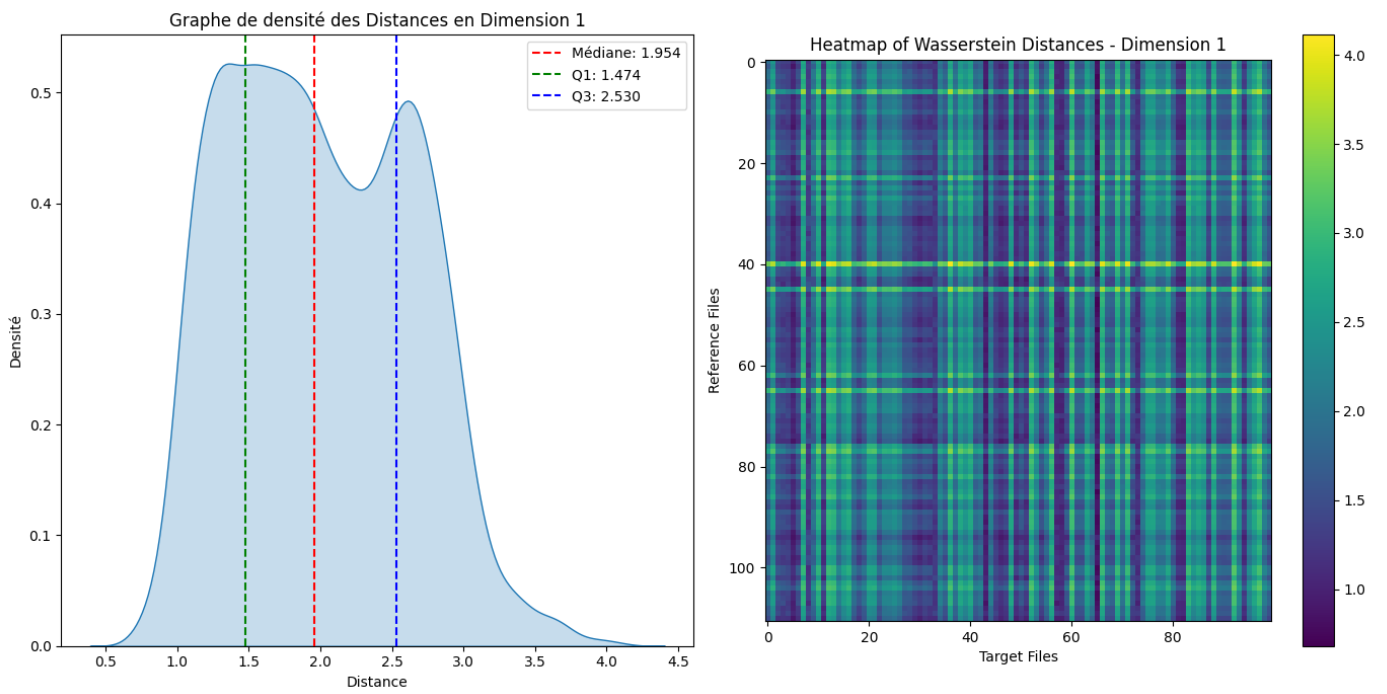 Graphe de densité des Distances en Dimension 1
Médiane: 1.954
Q1: 1.474
Q3: 2.530
Densité
0.5
0.4
0.3
0.2
0.1
0.0
0.5 1.0 1.5 2.0 2.5 3.0 3.5 4.0 4.5
Distance
Heatmap of Wasserstein Distances - Dimension 1
Reference Files
0
20
40
60
80
100
0 20 40 60 80
Target Files
4.0
3.5
3.0
2.5
2.0
1.5
1.0